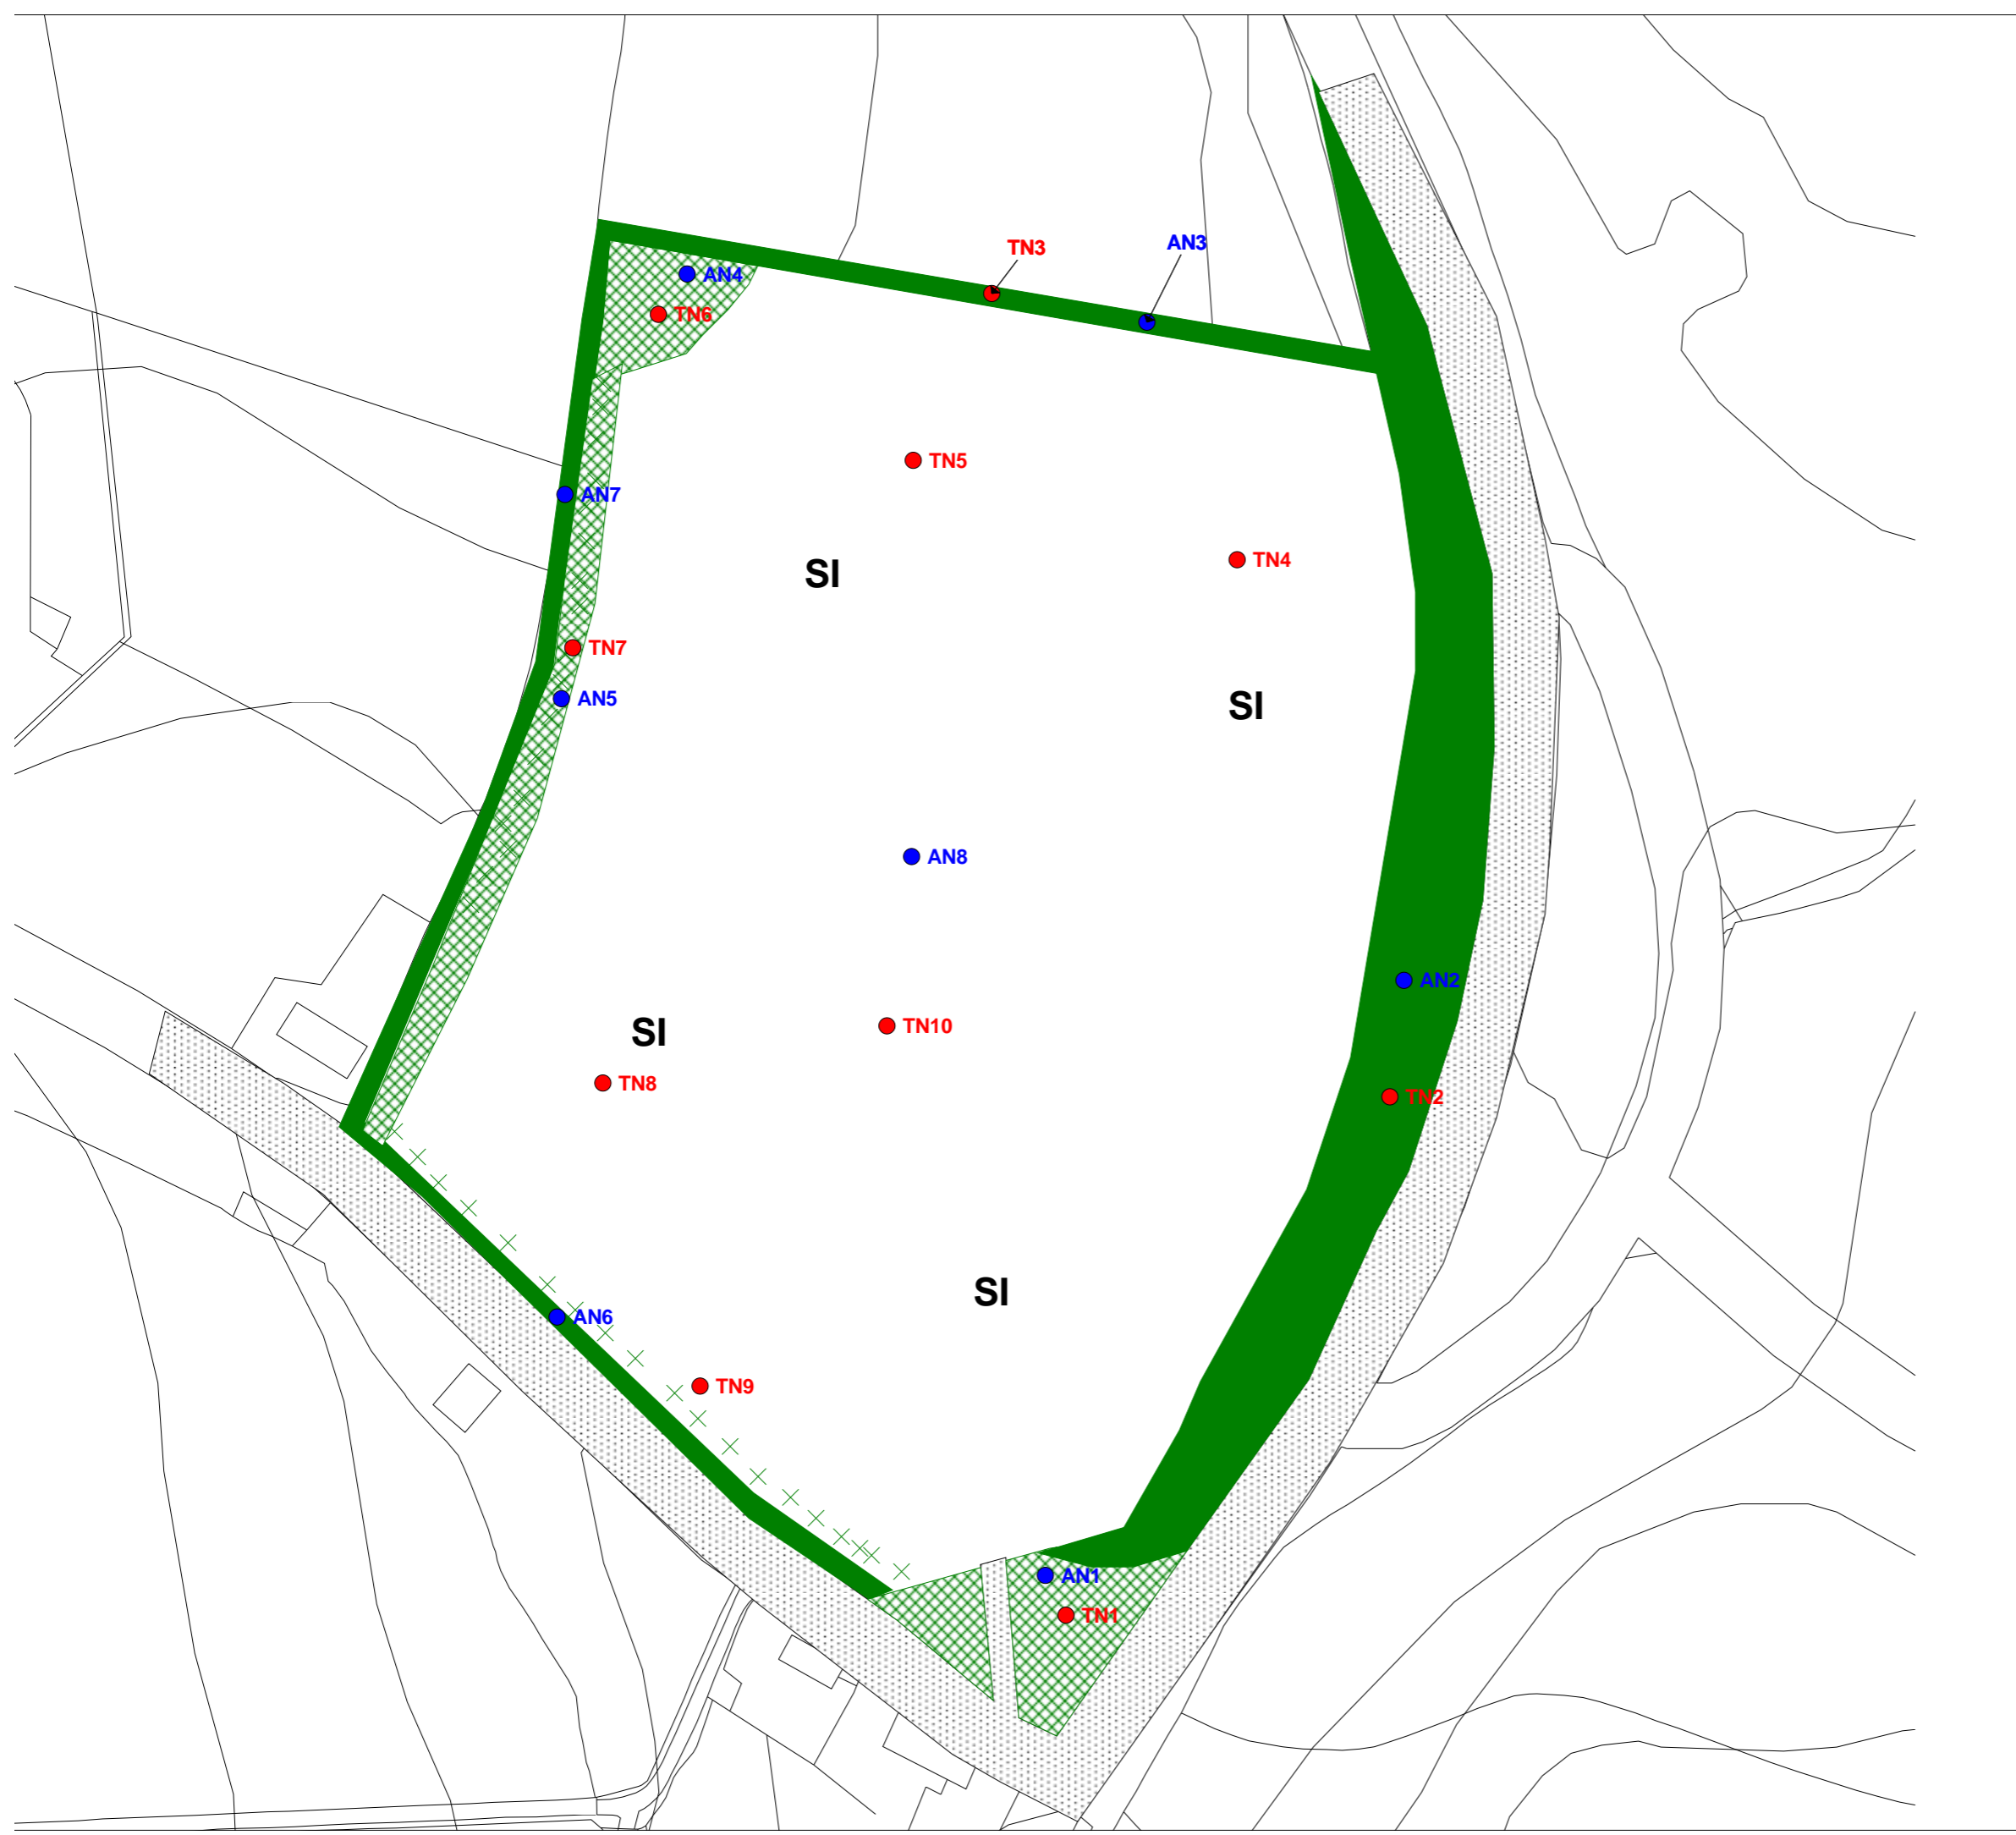 AN3
TN3
AN4
TN6
TN5
AN7
TN4
SI
TN7
AN5
SI
AN8
AN2
TN10
SI
TN8
TN2
SI
AN6
TN9
AN1
TN1